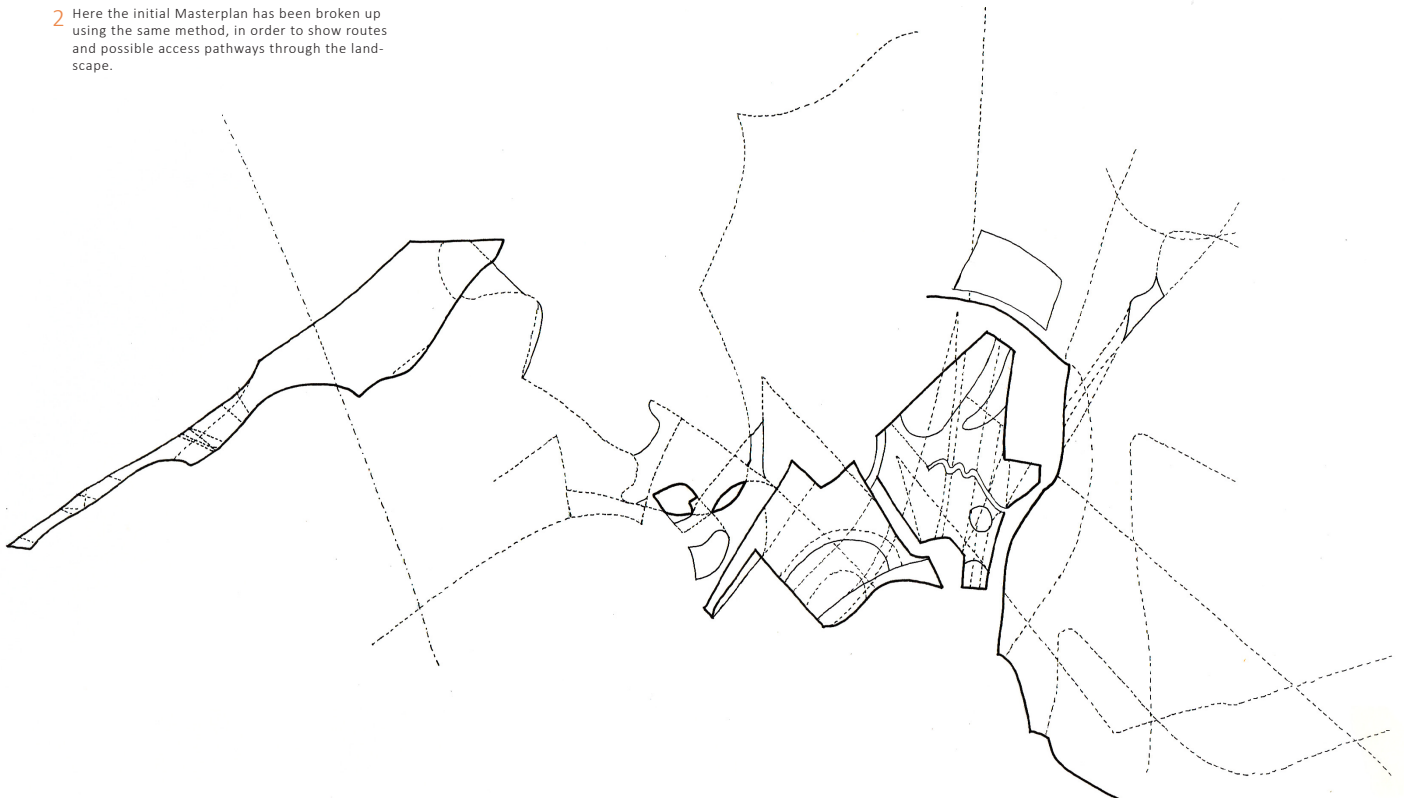 2 Here the initial Masterplan has been broken up
using the same method, in order to show routes
and possible access pathways through the land-
scape.